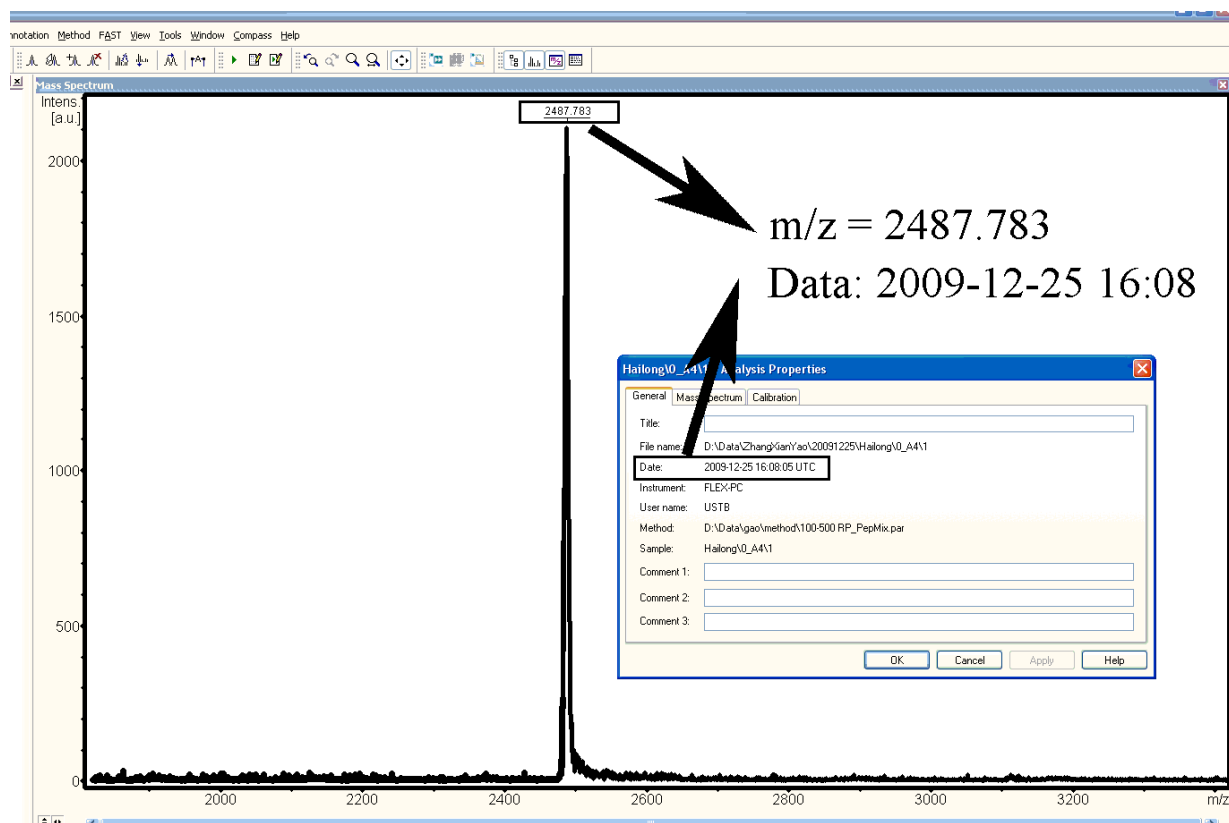 nnotation Method FAST View Tools Window Compass Help
Mass Spectrum
Intens.
[a.u.]
2487.783
2000
1500
1000
500
0
m/z = 2487.783
Data: 2009-12-25 16:08
Hailong\0_A4\1 Analysis Properties
General Mass Spectrum Calibration
Title:
File name: D:\Data\ZhangXianYao\20091225\Hailong\0_A4\1
Date: 2009-12-25 16:08:05 UTC
Instrument: FLEX-PC
User name: USTB
Method: D:\Data\gao\method\100-500 RP_PepMix.par
Sample: Hailong\0_A4\1
Comment 1:
Comment 2:
Comment 3:
OK Cancel Apply Help
2000 2200 2400 2600 2800 3000 3200 m/z